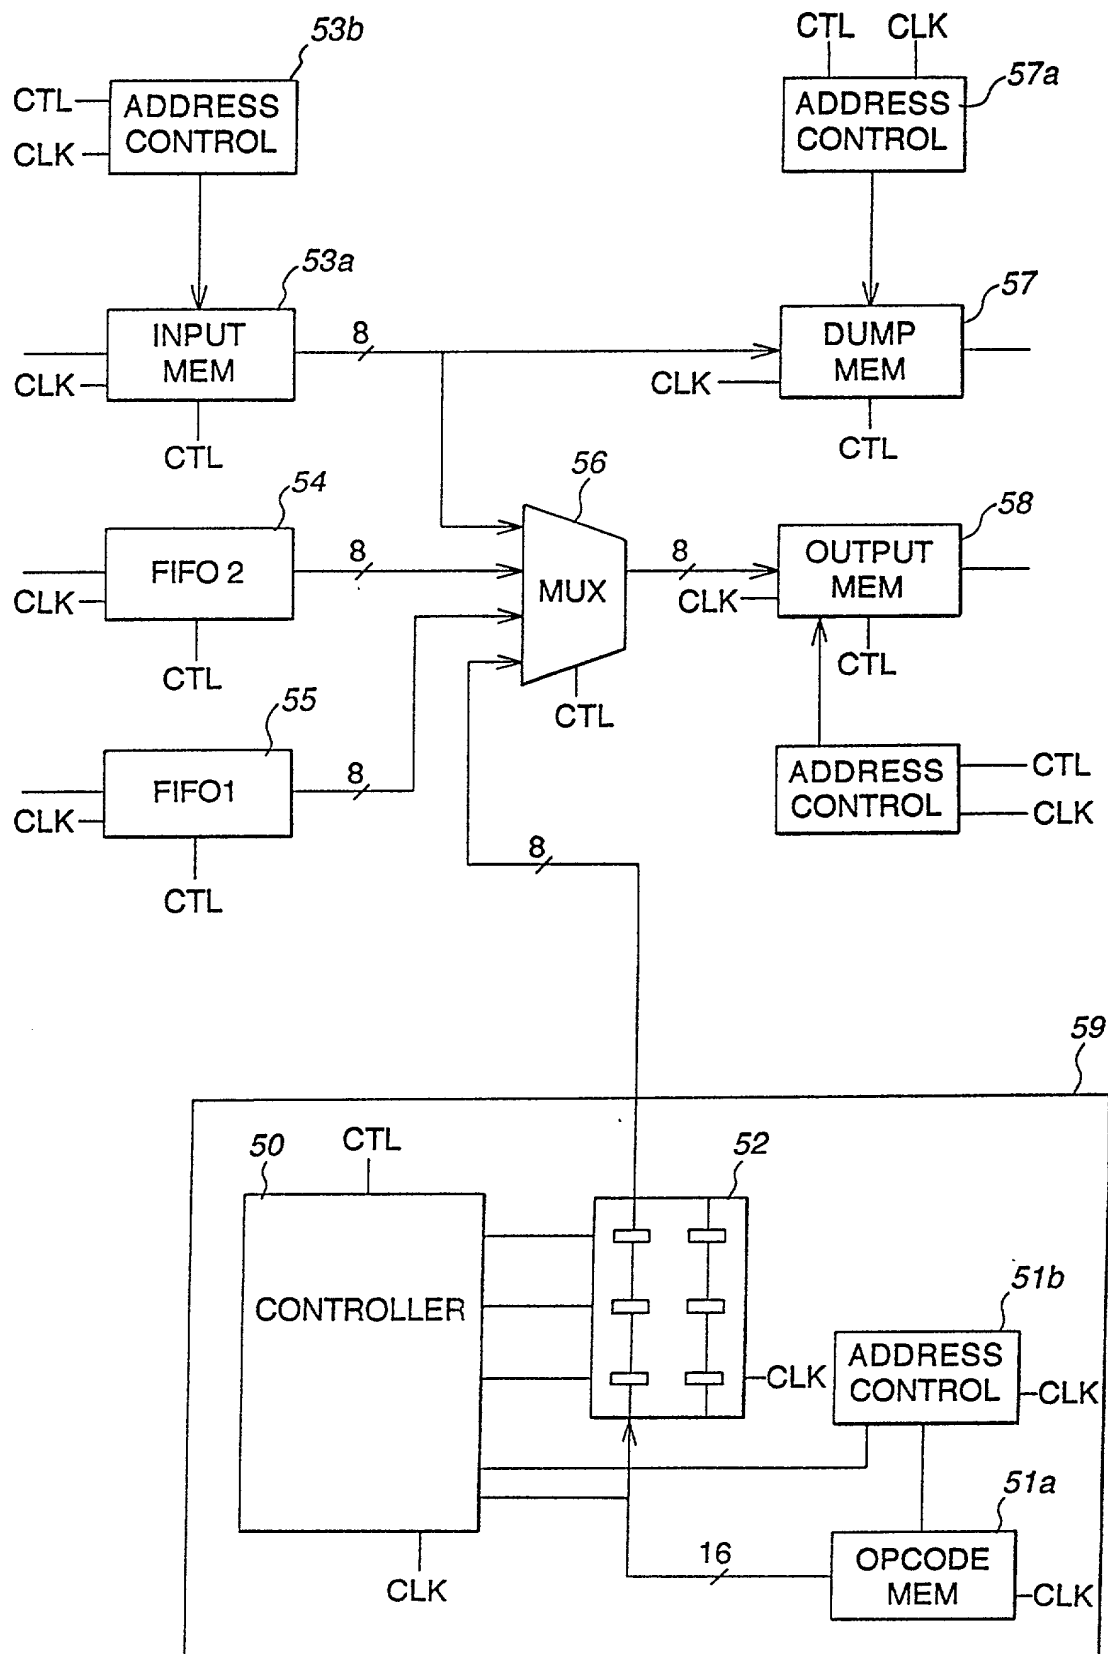 53b
CTL
CLK
57a
CTL
ADDRESS
CONTROL
CLK
ADDRESS
CONTROL
53a
57
INPUT
MEM
8
DUMP
MEM
CLK
CLK
CTL
CTL
54
56
58
FIFO 2
8
MUX
8
OUTPUT
MEM
CLK
CLK
CTL
CTL
55
CTL
FIFO1
8
ADDRESS
CONTROL
CTL
CLK
CLK
8
CTL
59
50
CTL
52
CONTROLLER
51b
ADDRESS
CONTROL
CLK
CLK
51a
16
OPCODE
MEM
CLK
CLK